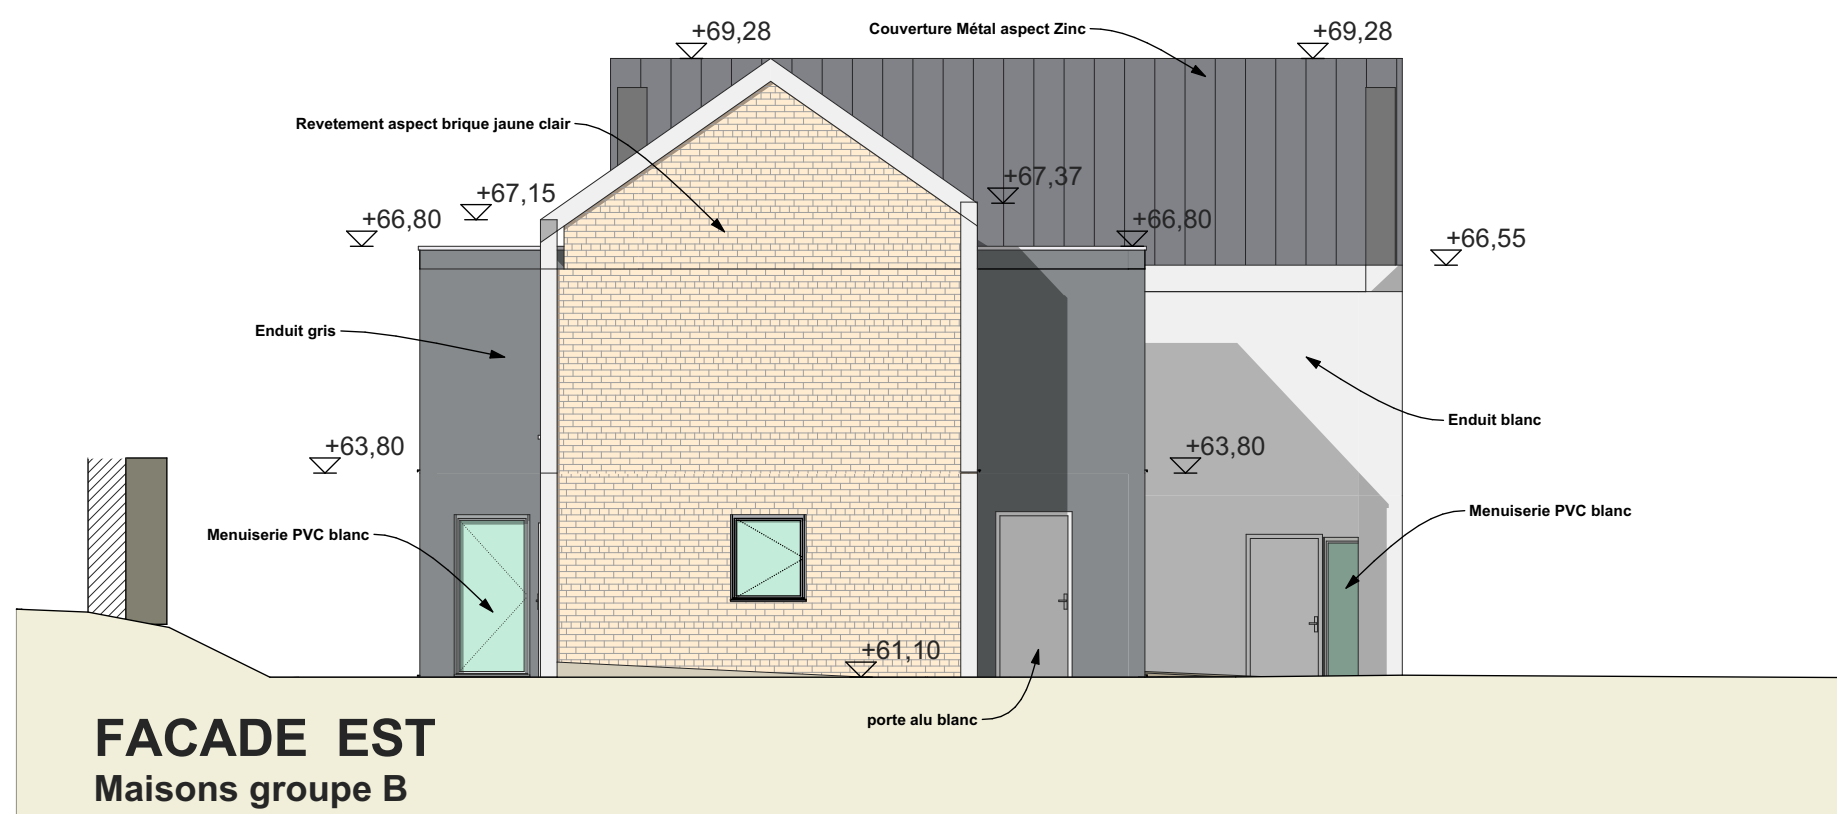 +69,28
Couverture Métal aspect Zinc
+69,28
Revetement aspect brique jaune clair
+67,15
+67,37
+66,80
+66,80
+66,55
Enduit gris
Enduit blanc
+63,80
+63,80
Menuiserie PVC blanc
Menuiserie PVC blanc
+61,10
porte alu blanc
FACADE EST
Maisons groupe B